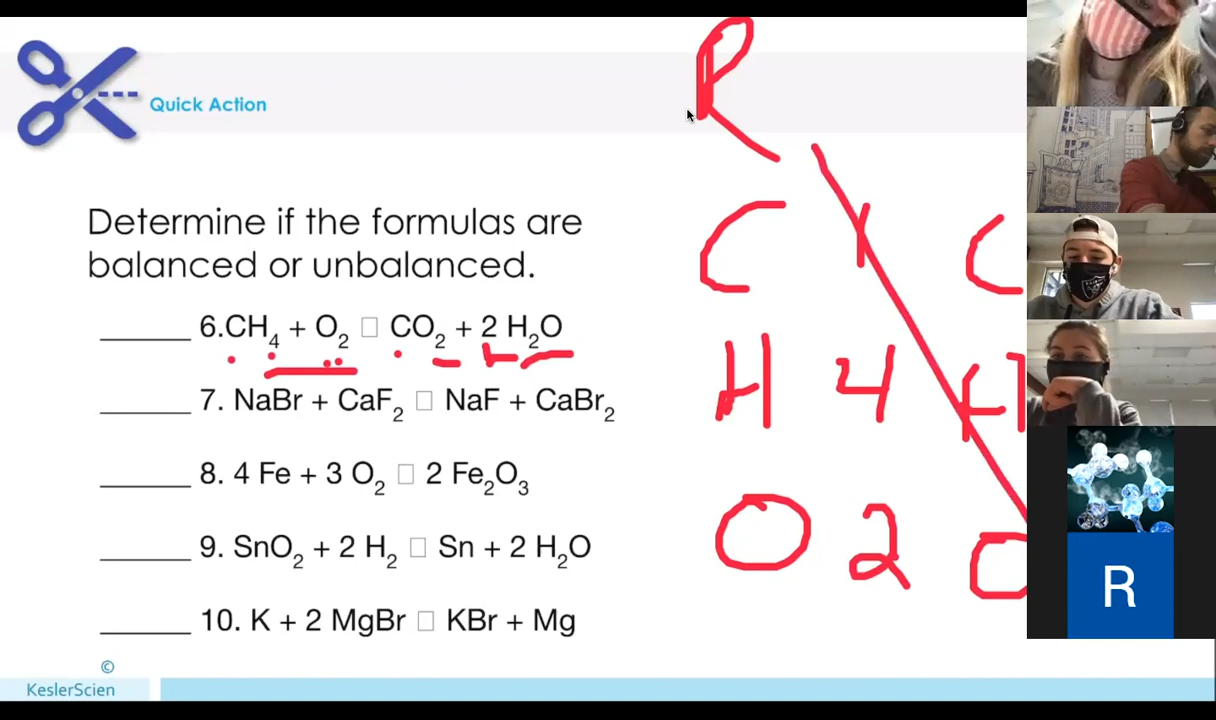 Quick Action
Determine if the formulas are
balanced or unbalanced.
______ 6.CH4 + O2 □ CO2 + 2 H2O
______ 7. NaBr + CaF2 □ NaF + CaBr2
______ 8. 4 Fe + 3 O2 □ 2 Fe2O3
______ 9. SnO2 + 2 H2 □ Sn + 2 H2O
______ 10. K + 2 MgBr □ KBr + Mg
©
KeslerScien
R
C 1 C
H 4 H
O 2 O
R